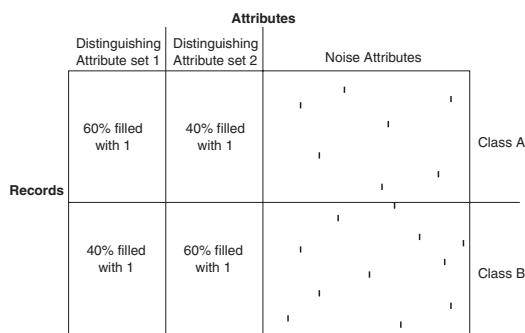 Attributes
Distinguishing
Attribute set 1
Distinguishing
Attribute set 2
Noise Attributes
60% filled
with 1
40% filled
with 1
Class A
Records
40% filled
with 1
60% filled
with 1
Class B